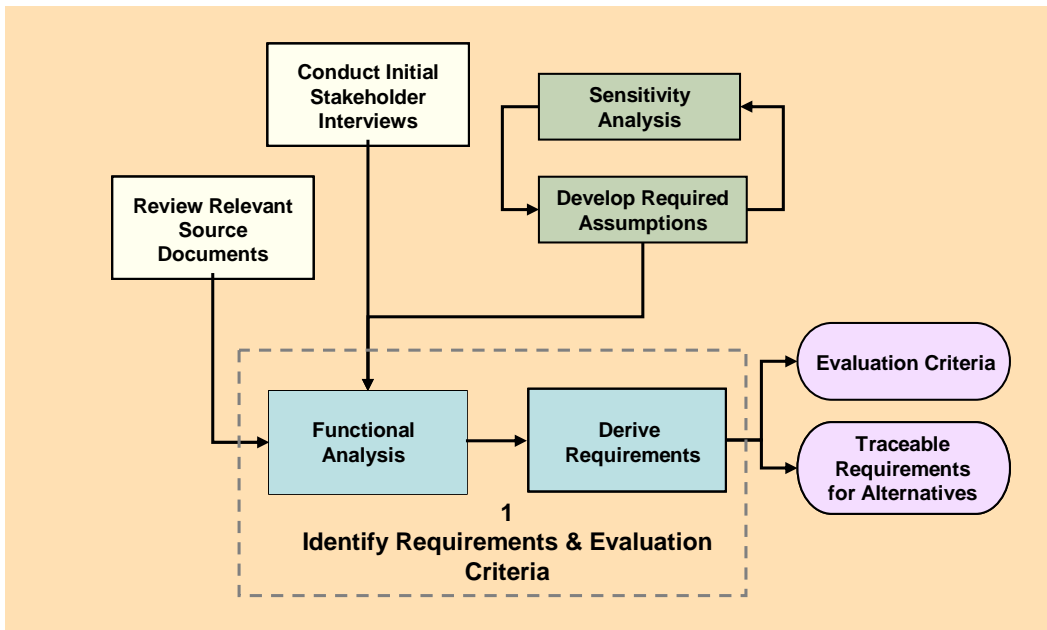 Conduct Initial
Stakeholder
Interviews
Sensitivity
Analysis
Review Relevant
Source
Documents
Develop Required
Assumptions
Evaluation Criteria
Functional
Analysis
Derive
Requirements
Traceable
Requirements
for Alternatives
1
Identify Requirements & Evaluation
Criteria